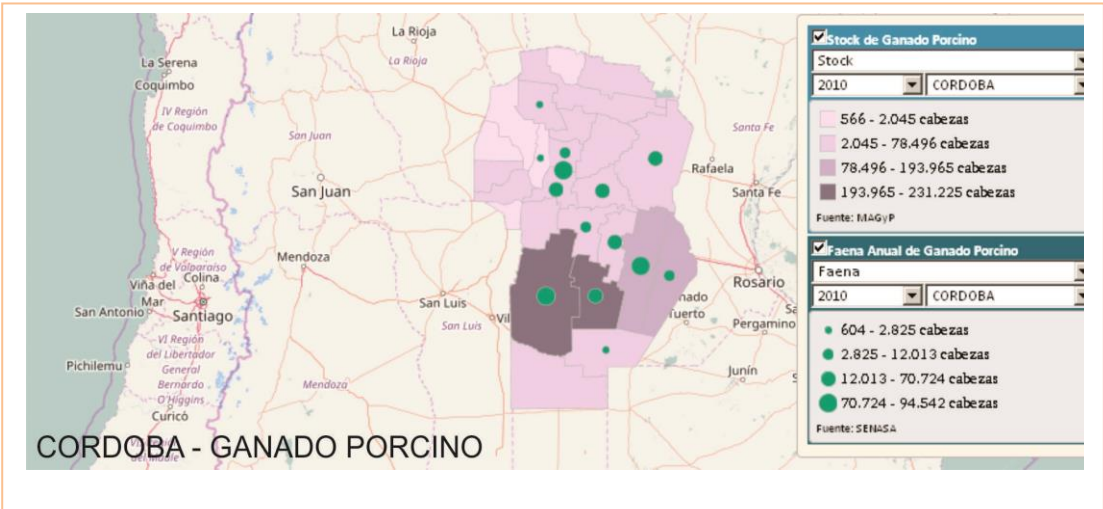 La Rioja
La Rioja
La Serena
Coquimbo
IV Región
de Coquimbo
San Juan
San Juan
Santa Fe
Rafaela
Santa Fe
Mendoza
V Región
de Valparaíso
Colina
Viña del
Mar
San Antonio
Santiago
San Luis
San Luis
Vil
Rosario
nado
Tuerto
Pergamino
VI Región
del Libertador
General
Bernardo
O'Higgins
Pichilemu
Mendoza
Junín
Curicó
CORDOBA - GANADO PORCINO
Stock de Ganado Porcino
Stock
2010 CORDOBA
566 - 2.045 cabezas
2.045 - 78.496 cabezas
78.496 - 193.965 cabezas
193.965 - 231.225 cabezas
Fuente: MAGyP
Faena Anual de Ganado Porcino
Faena
2010 CORDOBA
604 - 2.825 cabezas
2.825 - 12.013 cabezas
12.013 - 70.724 cabezas
70.724 - 94.542 cabezas
Fuente: SENASA